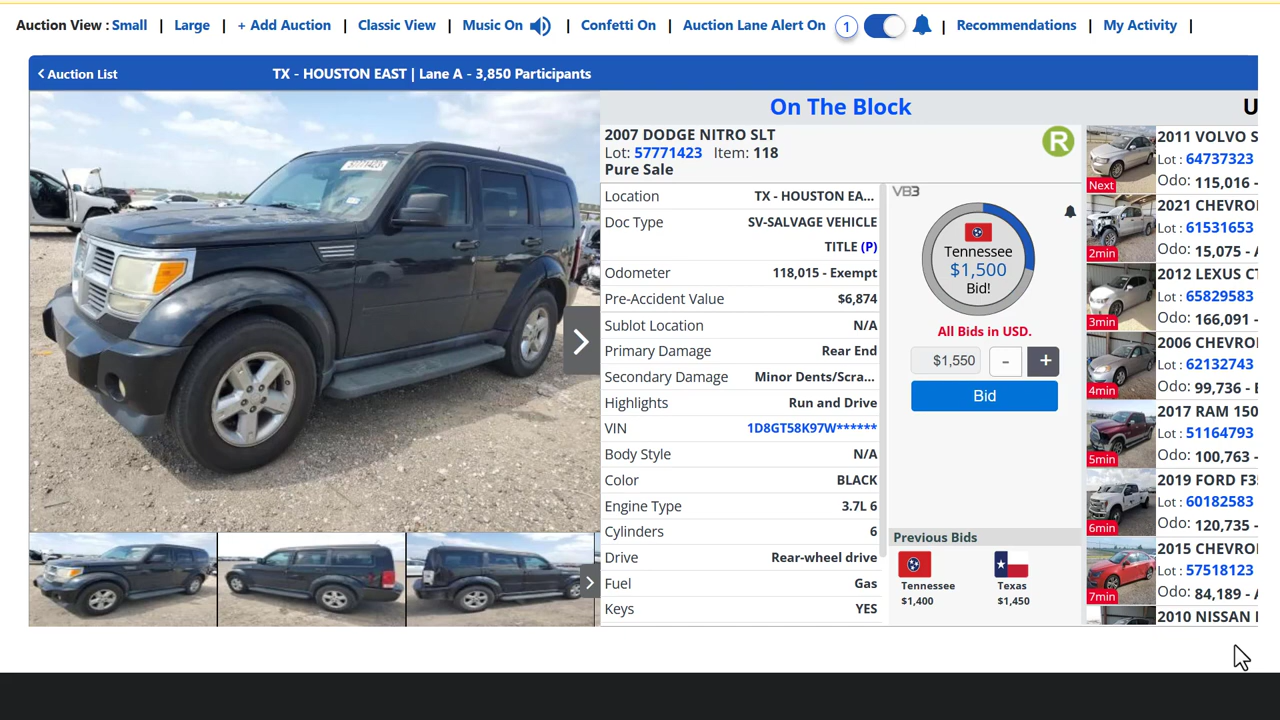 Auction View : Small | Large | + Add Auction | Classic View | Music On | Confetti On | Auction Lane Alert On 1 | Recommendations | My Activity |
Auction List
TX - HOUSTON EAST | Lane A - 3,850 Participants
57771423
On The Block
2007 DODGE NITRO SLT
Lot: 57771423 Item: 118
Pure Sale
R
Location TX - HOUSTON EA...
Doc Type SV-SALVAGE VEHICLE
TITLE (P)
Odometer 118,015 - Exempt
Pre-Accident Value $6,874
Sublot Location N/A
Primary Damage Rear End
Secondary Damage Minor Dents/Scra...
Highlights Run and Drive
VIN 1D8GT58K97W******
Body Style N/A
Color BLACK
Engine Type 3.7L 6
Cylinders 6
Drive Rear-wheel drive
Fuel Gas
Keys YES
VB3
Tennessee
$1,500
Bid!
All Bids in USD.
$1,550 - +
Bid
Previous Bids
Tennessee Texas
$1,400 $1,450
U
2011 VOLVO S
Lot : 64737323
Next Odo: 115,016 -
2021 CHEVRO
Lot : 61531653
2min Odo: 15,075 - A
2012 LEXUS CT
Lot : 65829583
3min Odo: 166,091 -
2006 CHEVRO
Lot : 62132743
4min Odo: 99,736 - E
2017 RAM 150
Lot : 51164793
5min Odo: 100,763 -
2019 FORD F3
Lot : 60182583
6min Odo: 120,735 -
2015 CHEVRO
Lot : 57518123
7min Odo: 84,189 - A
2010 NISSAN